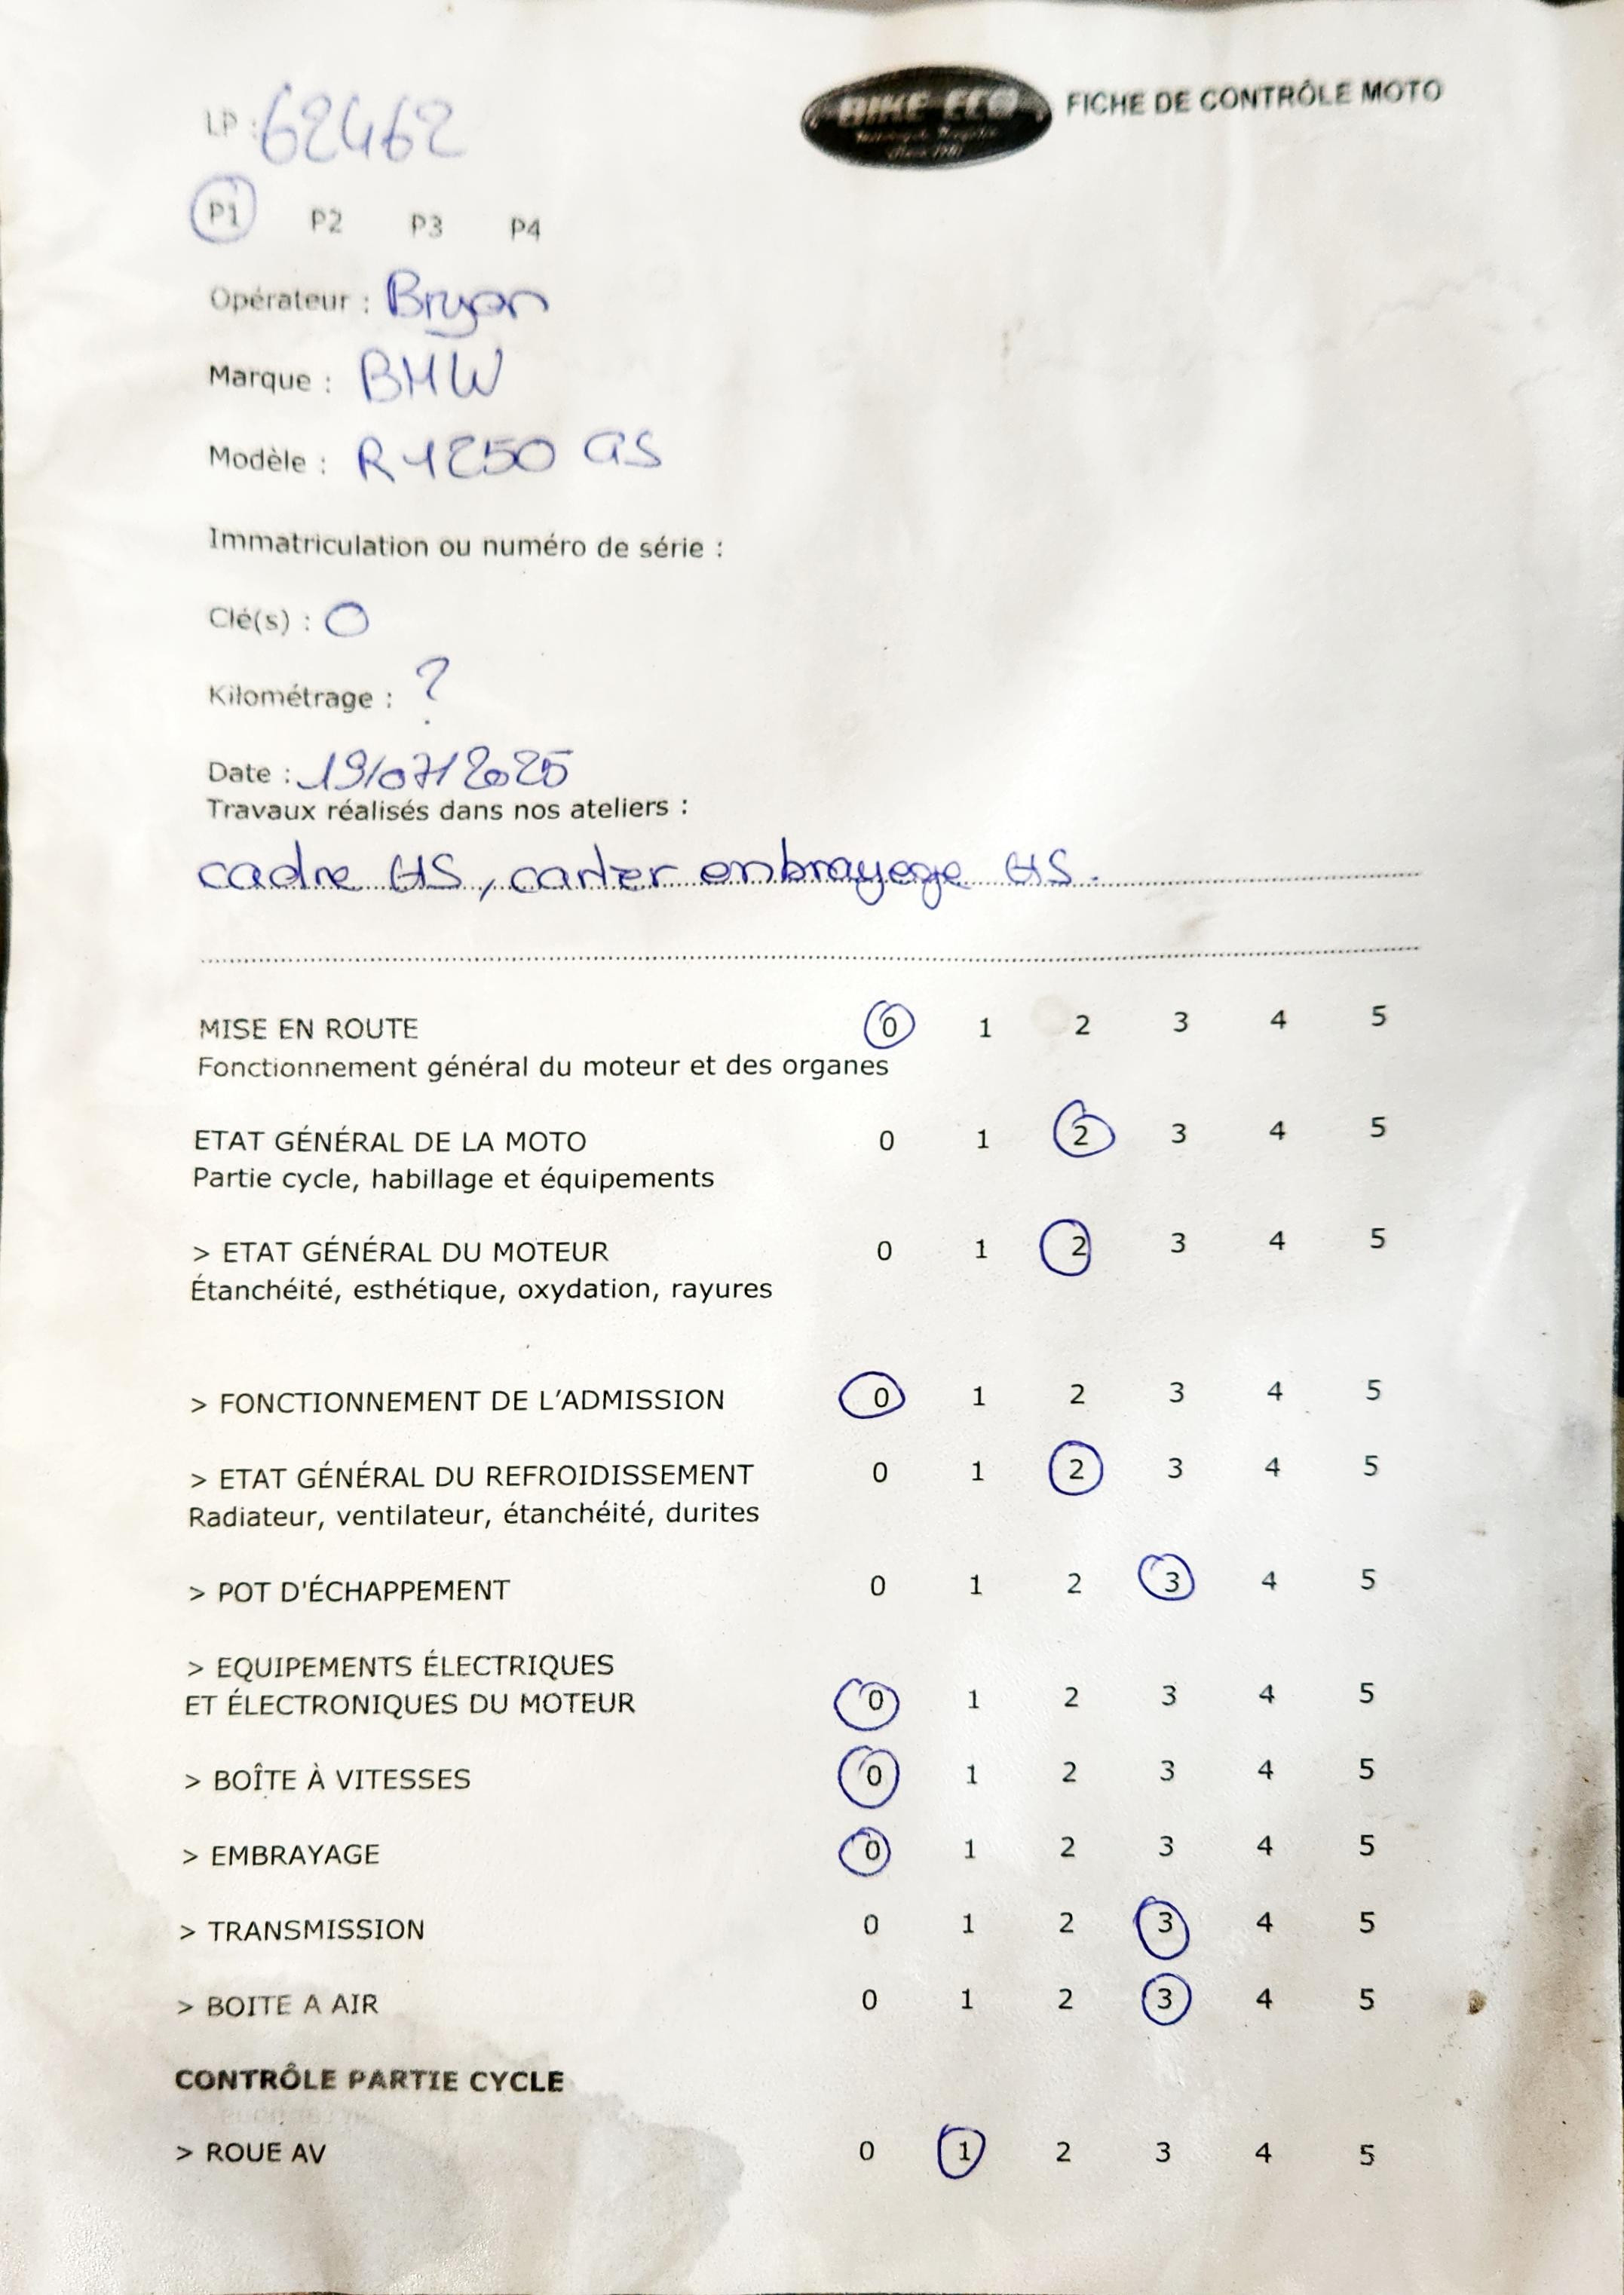 LP : 62462
BIKE ECO
FICHE DE CONTRÔLE MOTO
P1 P2 P3 P4
Opérateur : Bryan
Marque : BMW
Modèle : R1250 GS
Immatriculation ou numéro de série :
Clé(s) : 0
Kilométrage : ?
Date : 19/07/2025
Travaux réalisés dans nos ateliers :
cadre HS, carter embrayage HS.
MISE EN ROUTE 0 1 2 3 4 5
Fonctionnement général du moteur et des organes
ETAT GÉNÉRAL DE LA MOTO 0 1 2 3 4 5
Partie cycle, habillage et équipements
> ETAT GÉNÉRAL DU MOTEUR 0 1 2 3 4 5
Étanchéité, esthétique, oxydation, rayures
> FONCTIONNEMENT DE L’ADMISSION 0 1 2 3 4 5
> ETAT GÉNÉRAL DU REFROIDISSEMENT 0 1 2 3 4 5
Radiateur, ventilateur, étanchéité, durites
> POT D'ÉCHAPPEMENT 0 1 2 3 4 5
> EQUIPEMENTS ÉLECTRIQUES
ET ÉLECTRONIQUES DU MOTEUR 0 1 2 3 4 5
> BOÎTE À VITESSES 0 1 2 3 4 5
> EMBRAYAGE 0 1 2 3 4 5
> TRANSMISSION 0 1 2 3 4 5
> BOITE A AIR 0 1 2 3 4 5
CONTRÔLE PARTIE CYCLE
> ROUE AV 0 1 2 3 4 5